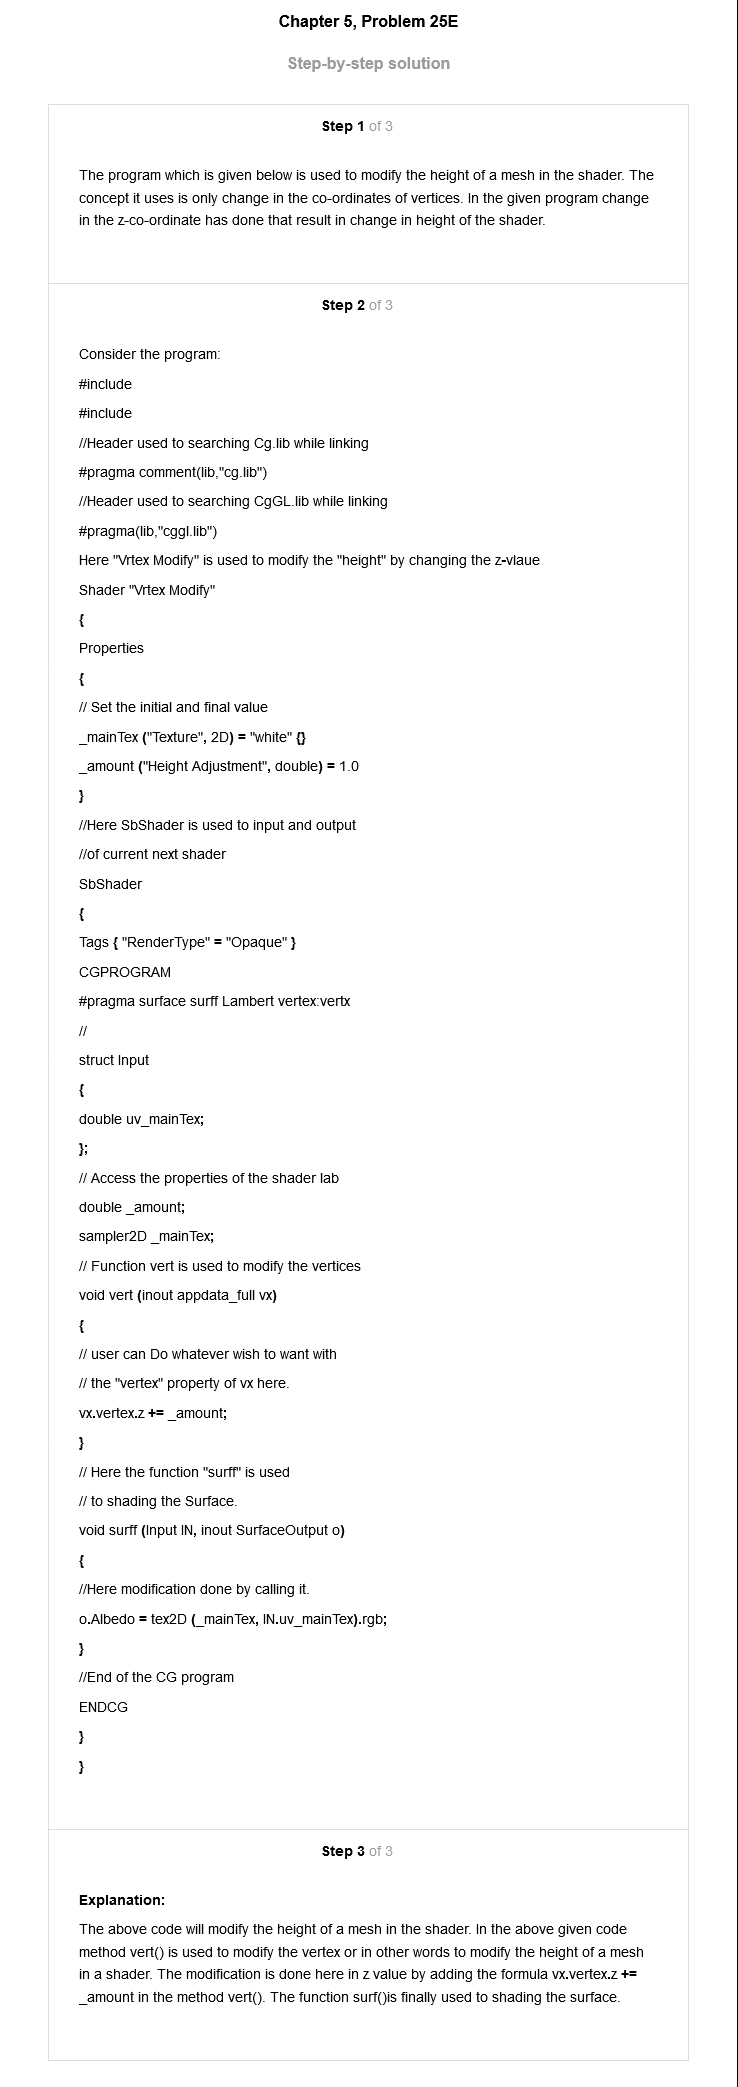 Chapter 5, Problem 25E
Step-by-step solution
Step 1 of 3
The program which is given below is used to modify the height of a mesh in the shader. The
concept it uses is only change in the co-ordinates of vertices. In the given program change
in the z-co-ordinate has done that result in change in height of the shader.
Step 2 of 3
Consider the program:
#include
#include
//Header used to searching Cg.lib while linking
#pragma comment(lib,"cg.lib")
//Header used to searching CgGL.lib while linking
#pragma(lib,"cggl.lib")
Here "Vrtex Modify" is used to modify the "height" by changing the z-vlaue
Shader "Vrtex Modify"
{
Properties
{
// Set the initial and final value
_mainTex ("Texture", 2D) = "white" {}
_amount ("Height Adjustment", double) = 1.0
}
//Here SbShader is used to input and output
//of current next shader
SbShader
{
Tags { "RenderType" = "Opaque" }
CGPROGRAM
#pragma surface surff Lambert vertex:vertx
//
struct Input
{
double uv_mainTex;
};
// Access the properties of the shader lab
double _amount;
sampler2D _mainTex;
// Function vert is used to modify the vertices
void vert (inout appdata_full vx)
{
// user can Do whatever wish to want with
// the "vertex" property of vx here.
vx.vertex.z += _amount;
}
// Here the function "surff" is used
// to shading the Surface.
void surff (Input IN, inout SurfaceOutput o)
{
//Here modification done by calling it.
o.Albedo = tex2D (_mainTex, IN.uv_mainTex).rgb;
}
//End of the CG program
ENDCG
}
}
Step 3 of 3
Explanation:
The above code will modify the height of a mesh in the shader. In the above given code
method vert() is used to modify the vertex or in other words to modify the height of a mesh
in a shader. The modification is done here in z value by adding the formula vx.vertex.z +=
_amount in the method vert(). The function surf()is finally used to shading the surface.